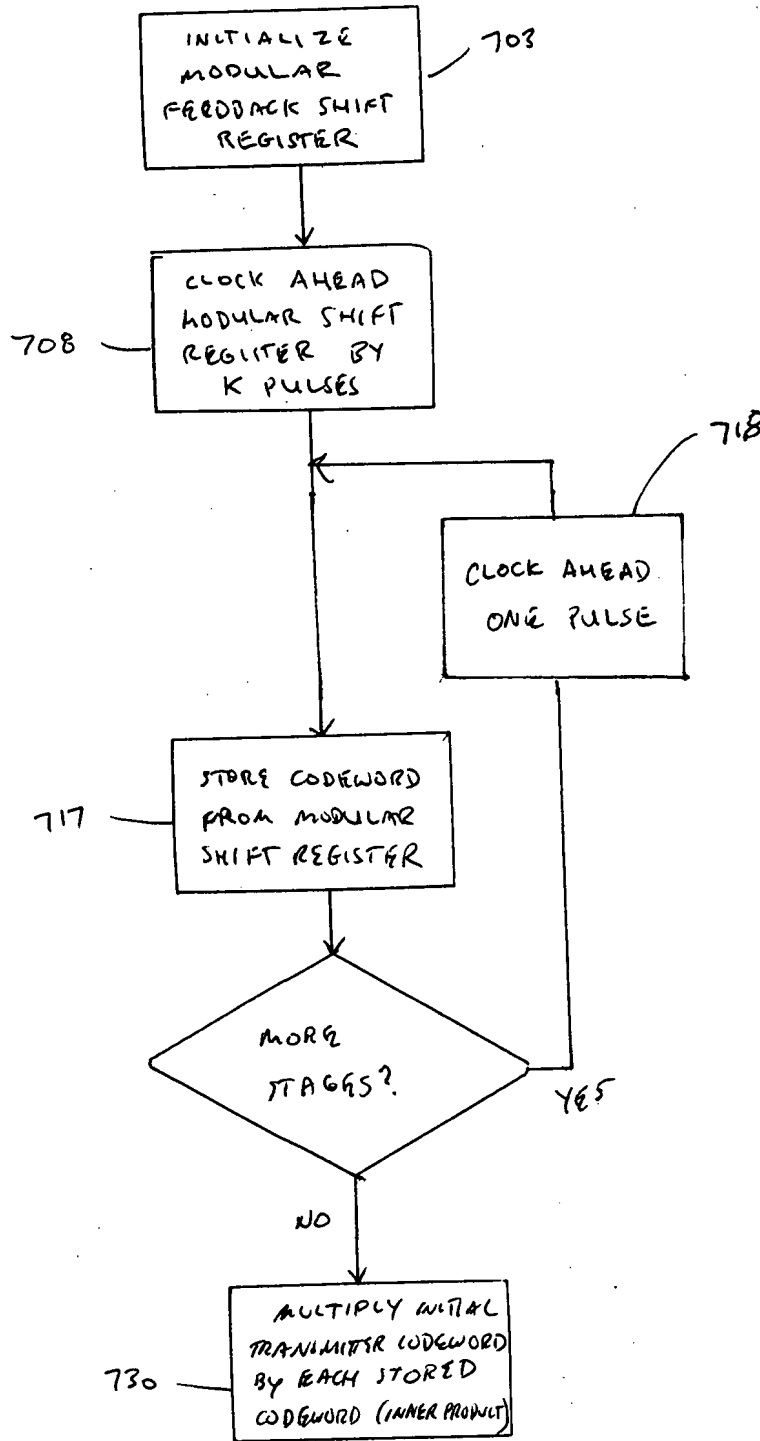 INITIALIZE
MODULAR
FEEDBACK SHIFT
REGISTER
703
CLOCK AHEAD
MODULAR SHIFT
REGISTER BY
K PULSES
708
718
CLOCK AHEAD
ONE PULSE
STORE CODEWORD
FROM MODULAR
SHIFT REGISTER
717
MORE
STAGES?
YES
NO
MULTIPLY INITIAL
TRANSMITTER CODEWORD
BY EACH STORED
CODEWORD (INNER PRODUCT)
730